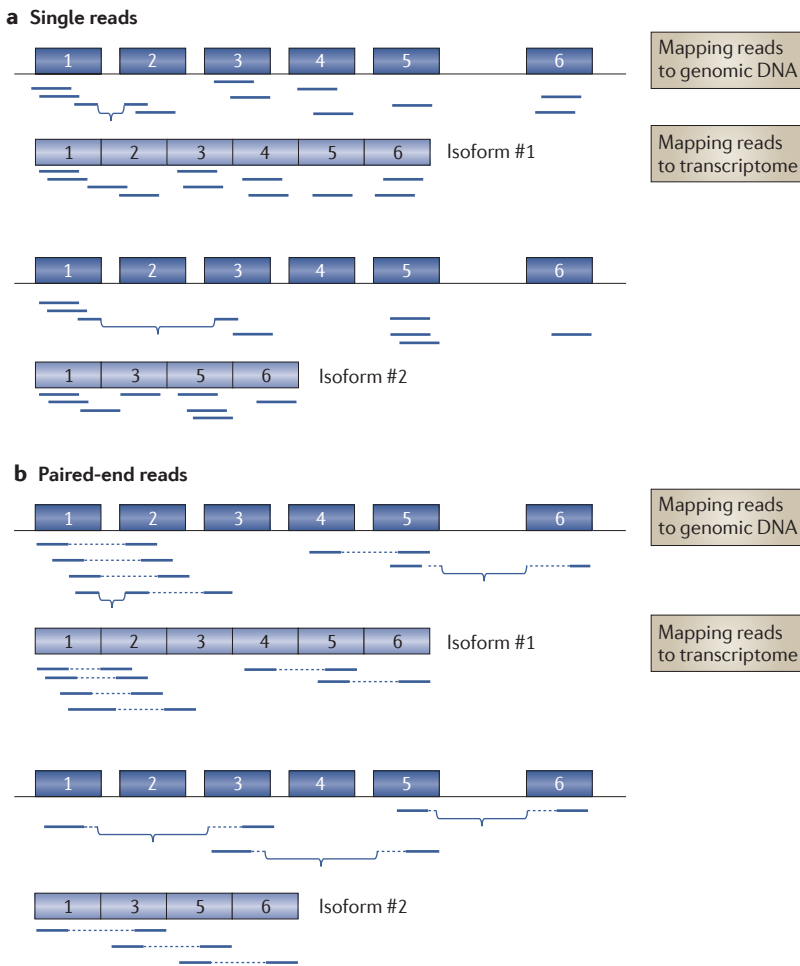 a Single reads
1 2 3 4 5 6
Mapping reads
to genomic DNA
1 2 3 4 5 6
Isoform #1
Mapping reads
to transcriptome
1 2 3 4 5 6
1 3 5 6
Isoform #2
b Paired-end reads
1 2 3 4 5 6
Mapping reads
to genomic DNA
1 2 3 4 5 6
Isoform #1
Mapping reads
to transcriptome
1 2 3 4 5 6
1 3 5 6
Isoform #2